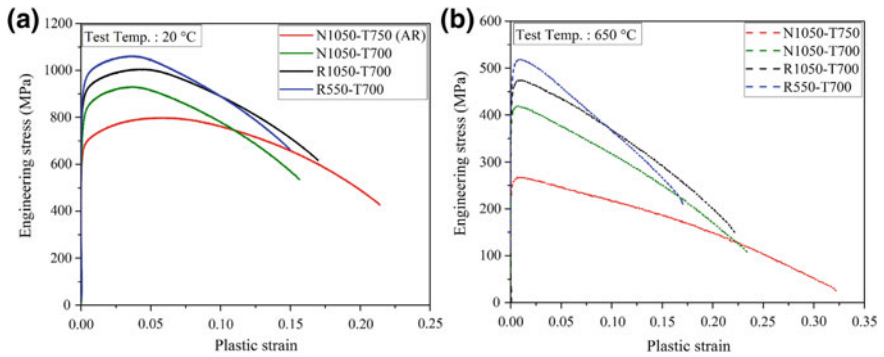 (a)
Test Temp. : 20 °C
N1050-T750 (AR)
N1050-T700
R1050-T700
R550-T700
Engineering stress (MPa)
1200
1000
800
600
400
200
0
0.00 0.05 0.10 0.15 0.20 0.25
Plastic strain
(b)
Test Temp. : 650 °C
N1050-T750
N1050-T700
R1050-T700
R550-T700
Engineering stress (MPa)
600
500
400
300
200
100
0
0.00 0.05 0.10 0.15 0.20 0.25 0.30 0.35
Plastic strain